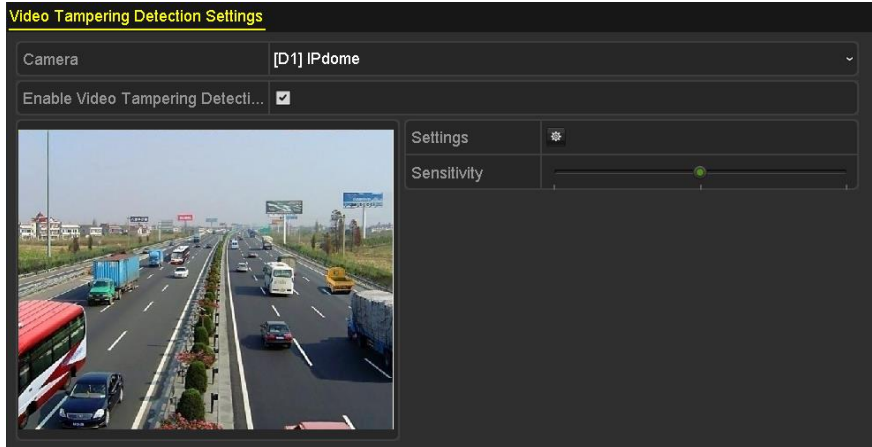 Video Tampering Detection Settings
Camera
[D1] IPdome
Enable Video Tampering Detecti...
Settings
Sensitivity